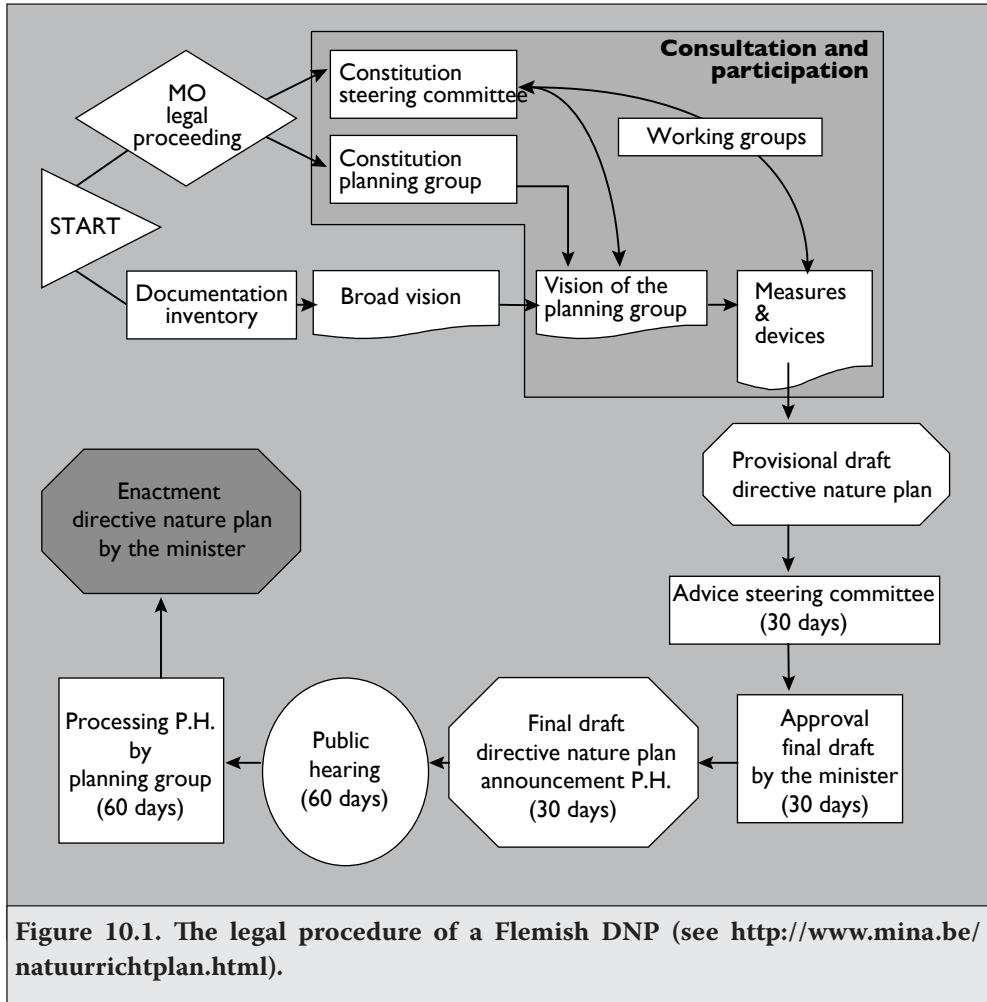 Consultation and
participation
MO
legal
proceeding
Constitution
steering committee
Working groups
Constitution
planning group
START
Documentation
inventory
Broad vision
Vision of the
planning group
Measures
&
devices
Provisional draft
directive nature plan
Enactment
directive nature plan
by the minister
Advice steering committee
(30 days)
Approval
final draft
by the minister
(30 days)
Final draft
directive nature plan
announcement P.H.
(30 days)
Public
hearing
(60 days)
Processing P.H.
by
planning group
(60 days)
Figure 10.1. The legal procedure of a Flemish DNP (see http://www.mina.be/
natuurrichtplan.html).